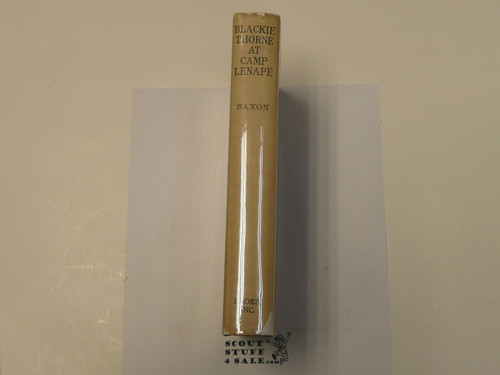 BLACKIE
THORNE
AT
CAMP
LENAPE
SAXON
BOOKS
INC.
SCOUT
STUFF
4 SALE.com